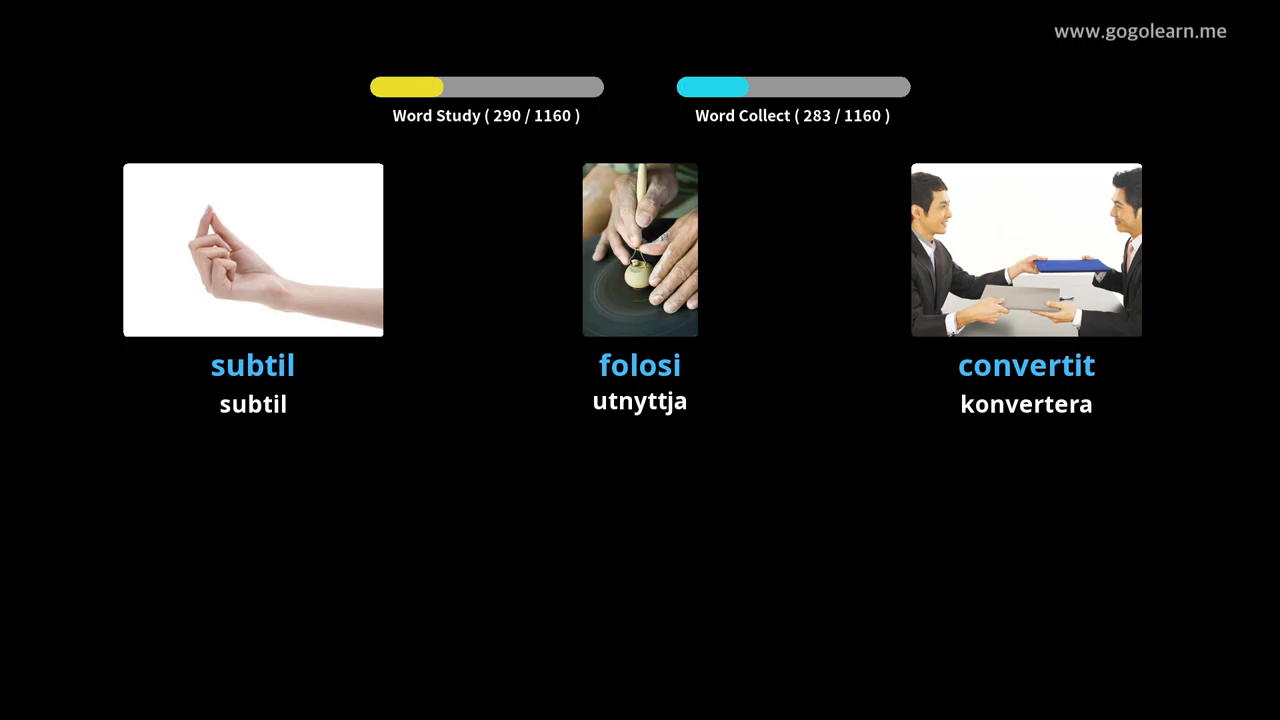 www.gogolearn.me
Word Study ( 290 / 1160 )
Word Collect ( 283 / 1160 )
subtil
folosi
convertit
subtil
utnyttja
konvertera